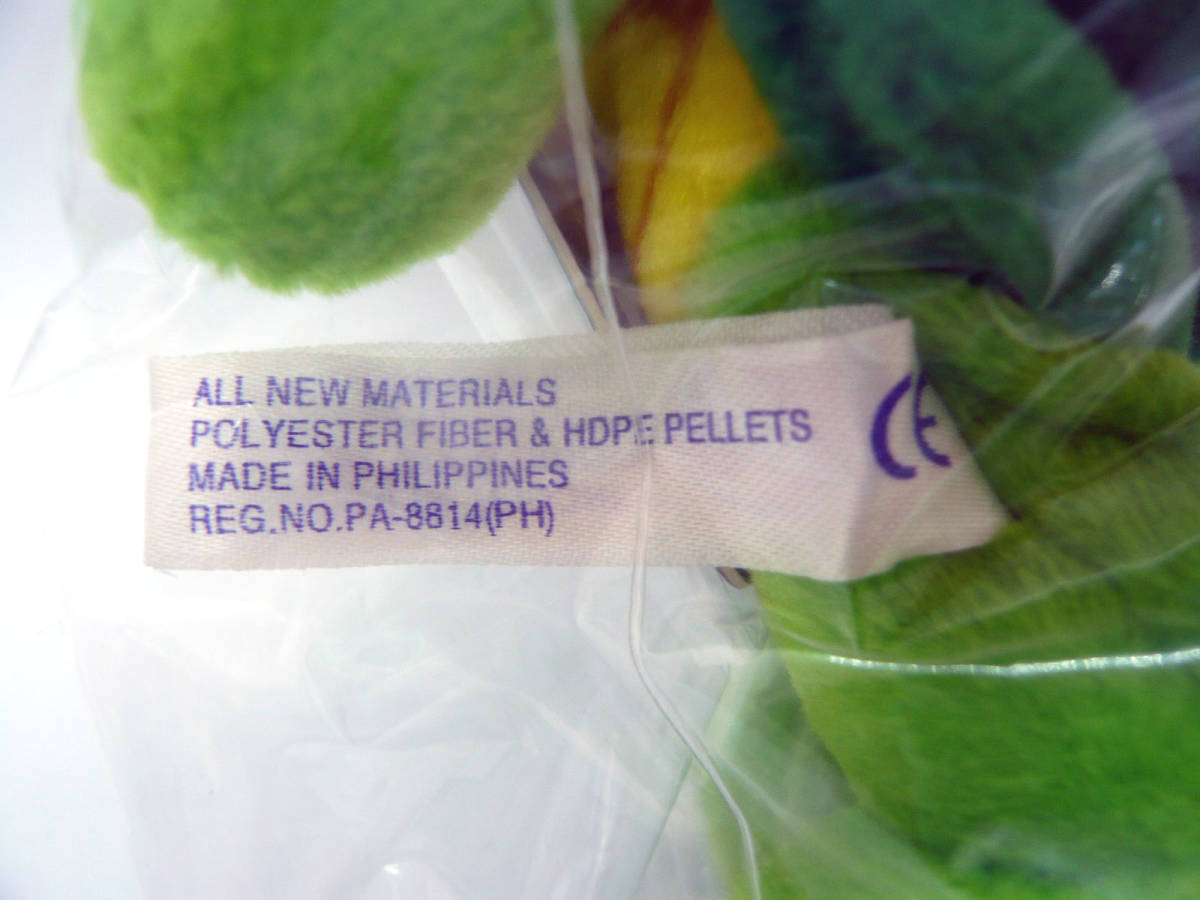 ALL NEW MATERIALS
POLYESTER FIBER & HDPE PELLETS
MADE IN PHILIPPINES
REG.NO.PA-8814(PH)
CE